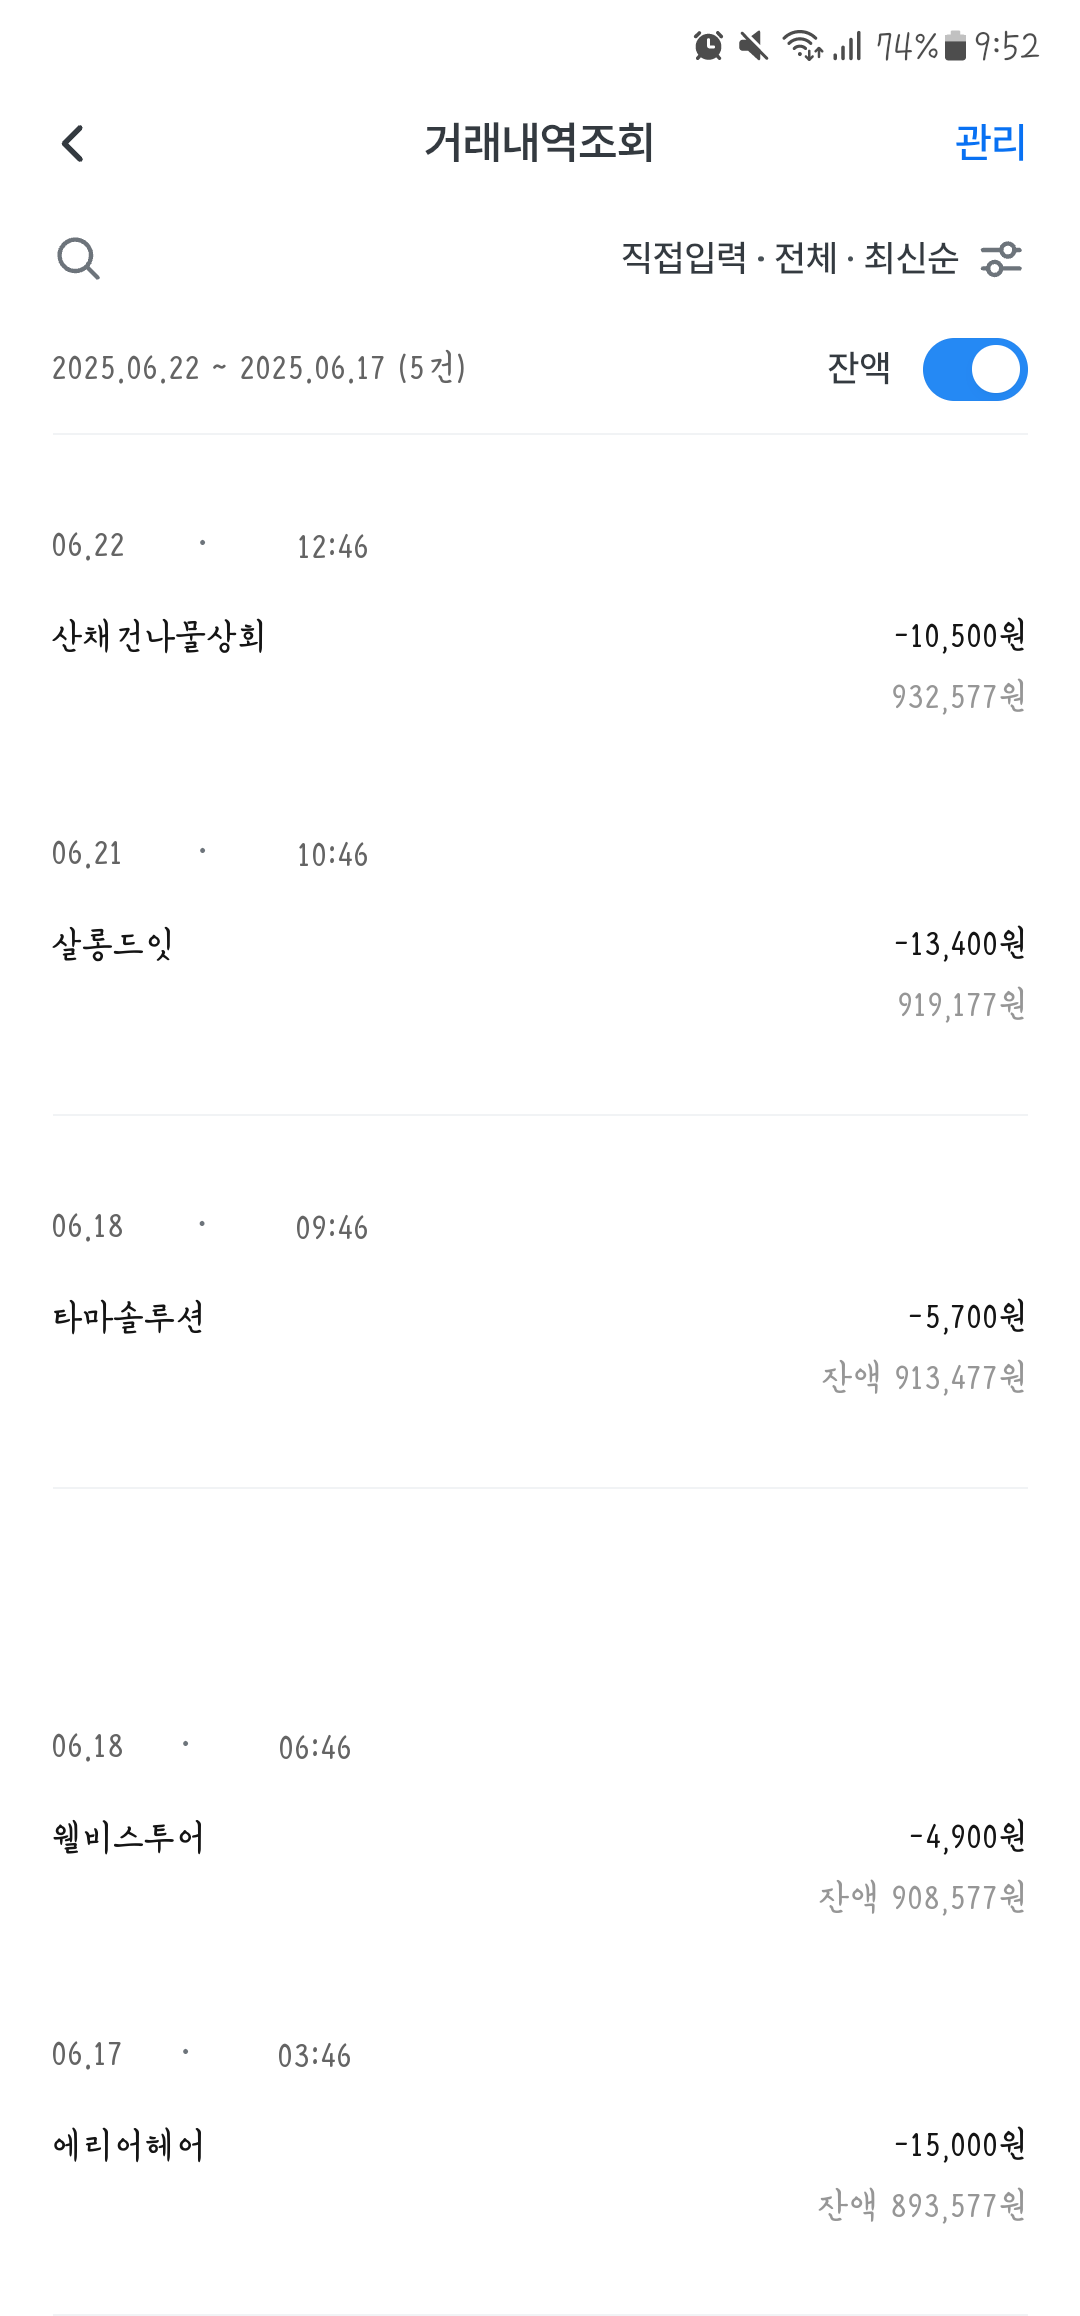 74% 9:52
거래내역조회 관리
직접입력 · 전체 · 최신순
2025.06.22 ~ 2025.06.17 (5건) 잔액
06.22 · 12:46
산채건나물상회 -10,500원
932,577원
06.21 · 10:46
살롱드잇 -13,400원
919,177원
06.18 · 09:46
타마솔루션 -5,700원
잔액 913,477원
06.18 · 06:46
웰비스투어 -4,900원
잔액 908,577원
06.17 · 03:46
에리어헤어 -15,000원
잔액 893,577원